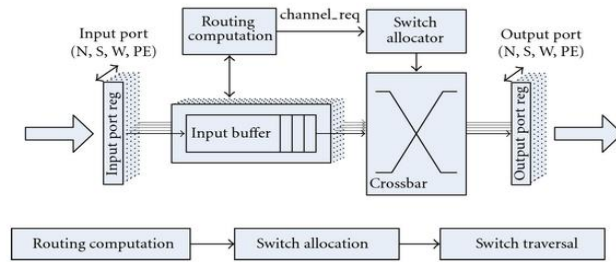 Input port
(N, S, W, PE)
Routing
computation
channel_req
Switch
allocator
Output port
(N, S, W, PE)
Input port reg
Input buffer
Crossbar
Output port reg
Routing computation
Switch allocation
Switch traversal